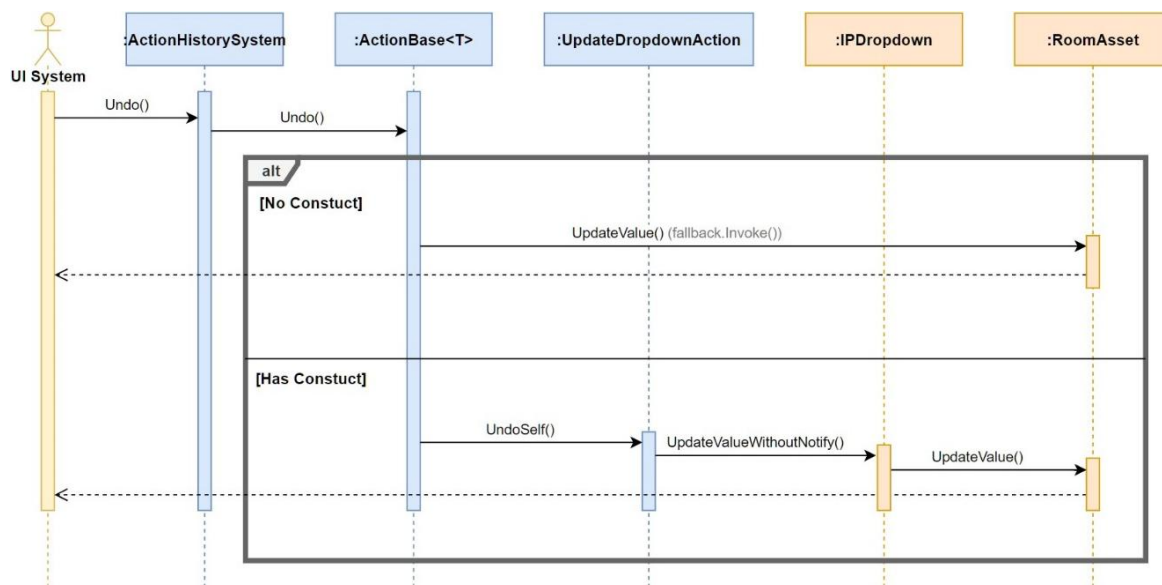 UI System
:ActionHistorySystem
:ActionBase<T>
:UpdateDropdownAction
:IPDropdown
:RoomAsset
Undo()
Undo()
alt
[No Constuct]
UpdateValue() (fallback.Invoke())
[Has Constuct]
UndoSelf()
UpdateValueWithoutNotify()
UpdateValue()